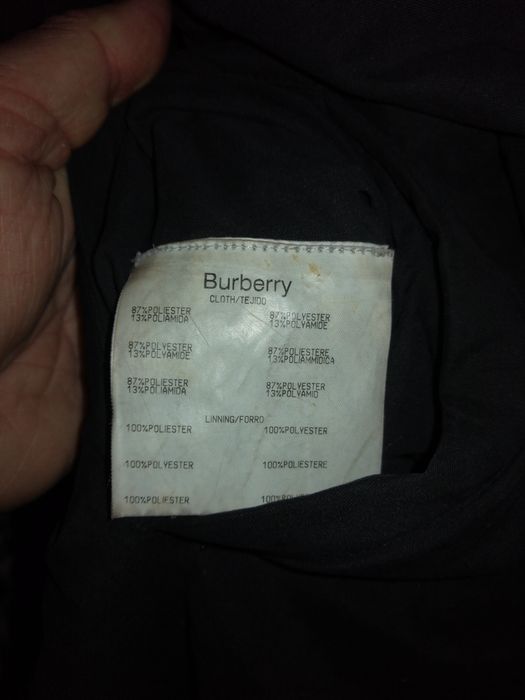 Burberry
CLOTH/TEJIDO
87%POLIESTER 87%POLYESTER
13%POLIAMIDA 13%POLYAMIDE
87%POLYESTER 87%POLIESTERE
13%POLYAMIDE 13%POLIAMMIDICA
87%POLIESTER 87%POLYESTER
13%POLIAMIDA 13%POLYAMID
LINNING/FORRO
100%POLIESTER 100%POLYESTER
100%POLYESTER 100%POLIESTERE
100%POLIESTER